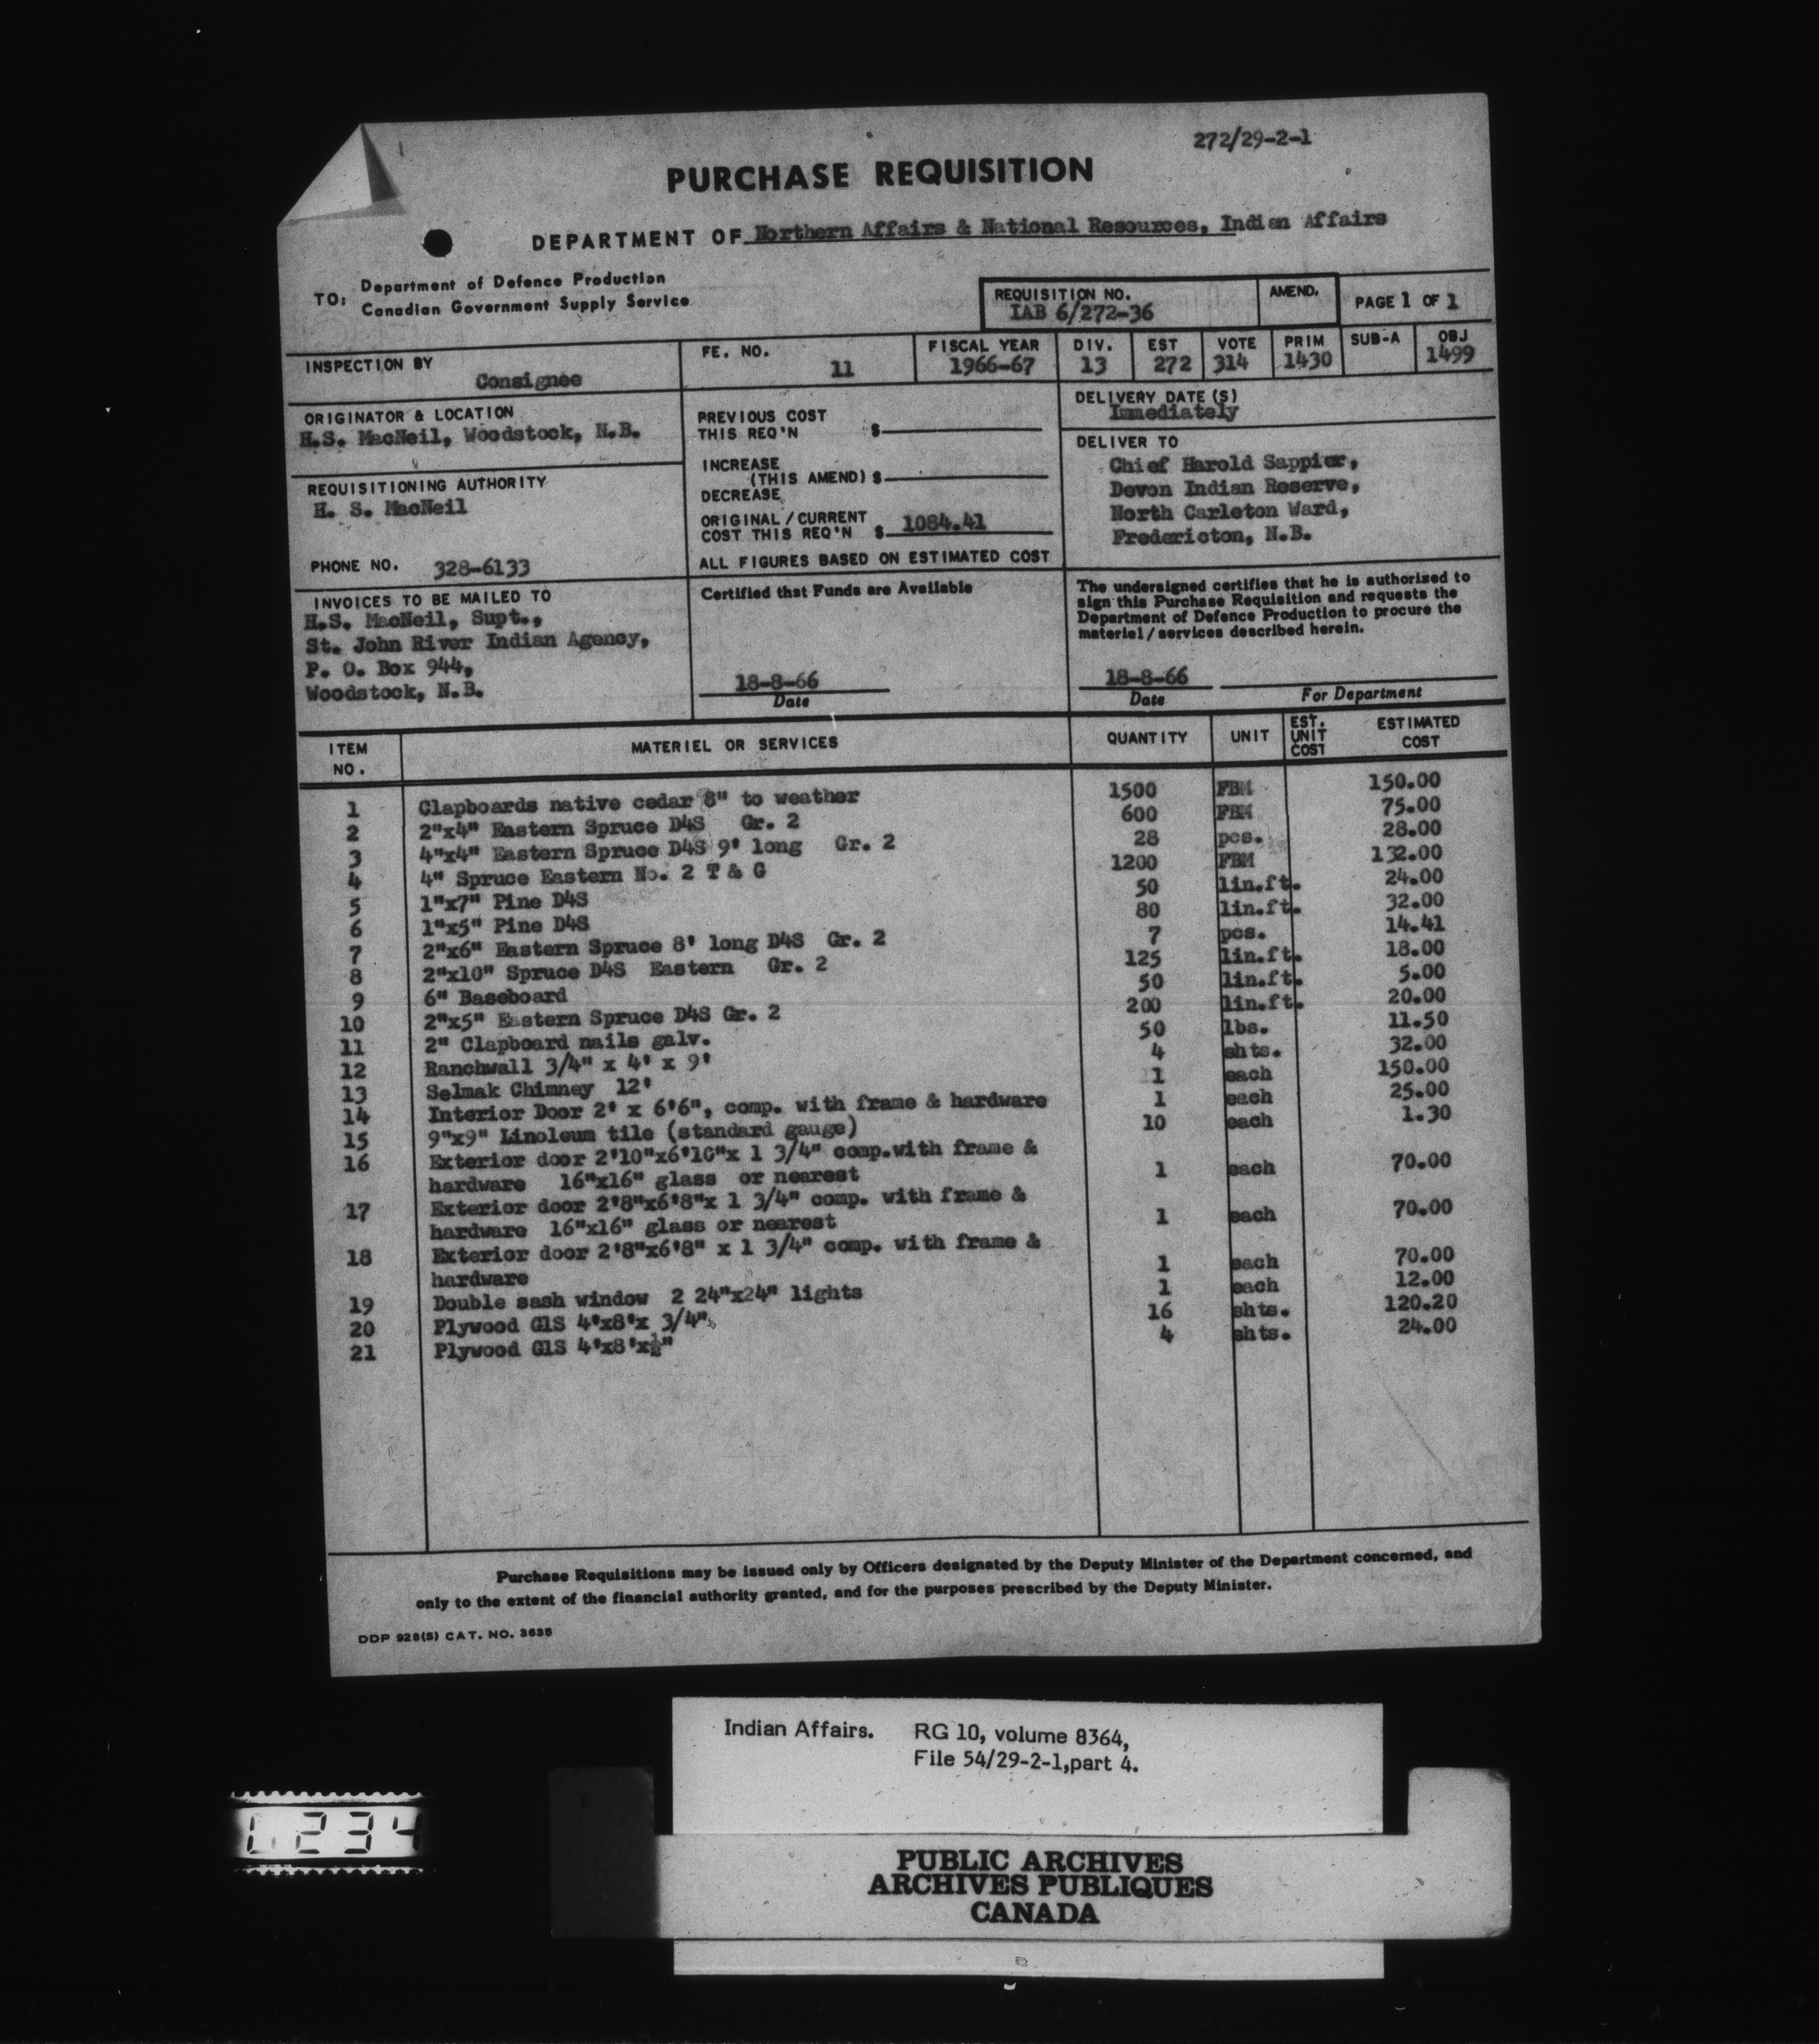 272/29-2-1
PURCHASE REQUISITION
DEPARTMENT OF Northern Affairs & National Resources, Indian Affairs
TO: Department of Defence Production
Canadian Government Supply Service
REQUISITION NO. AMEND. PAGE 1 OF 1
IAB 6/272-36
INSPECTION BY FE. NO. FISCAL YEAR DIV. EST VOTE PRIM SUB-A OBJ
Consignee 11 1966-67 13 272 314 1430 1499
ORIGINATOR & LOCATION
H.S. MacNeil, Woodstock, N.B.
REQUISITIONING AUTHORITY
H. S. MacNeil
PHONE NO. 328-6133
PREVIOUS COST
THIS REQ'N $
INCREASE
(THIS AMEND) $
DECREASE
ORIGINAL/CURRENT
COST THIS REQ'N $ 1084.41
ALL FIGURES BASED ON ESTIMATED COST
DELIVERY DATE (S)
Immediately
DELIVER TO
Chief Harold Sappier,
Devon Indian Reserve,
North Carleton Ward,
Fredericton, N.B.
INVOICES TO BE MAILED TO
H.S. MacNeil, Supt.,
St. John River Indian Agency,
P. O. Box 944,
Woodstock, N.B.
Certified that Funds are Available
18-8-66
Date
The undersigned certifies that he is authorized to
sign this Purchase Requisition and requests the
Department of Defence Production to procure the
materiel/services described herein.
18-8-66
Date For Department
ITEM NO. MATERIEL OR SERVICES QUANTITY UNIT EST. UNIT COST ESTIMATED COST
1 Clapboards native cedar 8" to weather 1500 FBM 150.00
2 2"x4" Eastern Spruce D4S Gr. 2 600 FBM 75.00
3 4"x4" Eastern Spruce D4S 9' long Gr. 2 28 pcs. 28.00
4 4" Spruce Eastern No. 2 T & G 1200 FBM 132.00
5 1"x7" Pine D4S 50 lin.ft. 24.00
6 1"x5" Pine D4S 80 lin.ft. 32.00
7 2"x6" Eastern Spruce 8' long D4S Gr. 2 7 pcs. 14.41
8 2"x10" Spruce D4S Eastern Gr. 2 125 lin.ft. 18.00
9 6" Baseboard 50 lin.ft. 5.00
10 2"x5" Eastern Spruce D4S Gr. 2 200 lin.ft. 20.00
11 2" Clapboard nails galv. 50 lbs. 11.50
12 Ranchwall 3/4" x 4' x 9' 4 shts. 32.00
13 Selmak Chimney 12' 1 each 150.00
14 Interior Door 2' x 6'6", comp. with frame & hardware 1 each 25.00
15 9"x9" Linoleum tile (standard gauge) 10 each 1.30
16 Exterior door 2'10"x6'10"x 1 3/4" comp.with frame &
hardware 16"x16" glass or nearest 1 each 70.00
17 Exterior door 2'8"x6'8"x 1 3/4" comp. with frame &
hardware 16"x16" glass or nearest 1 each 70.00
18 Exterior door 2'8"x6'8" x 1 3/4" comp. with frame &
hardware 1 each 70.00
19 Double sash window 2 24"x24" lights 1 each 12.00
20 Plywood G1S 4'x8'x 3/4" 16 shts. 120.20
21 Plywood G1S 4'x8'x½" 4 shts. 24.00
Purchase Requisitions may be issued only by Officers designated by the Deputy Minister of the Department concerned, and
only to the extent of the financial authority granted, and for the purposes prescribed by the Deputy Minister.
DDP 928(S) CAT. NO. 3635
Indian Affairs. RG 10, volume 8364,
File 54/29-2-1,part 4.
234
PUBLIC ARCHIVES
ARCHIVES PUBLIQUES
CANADA